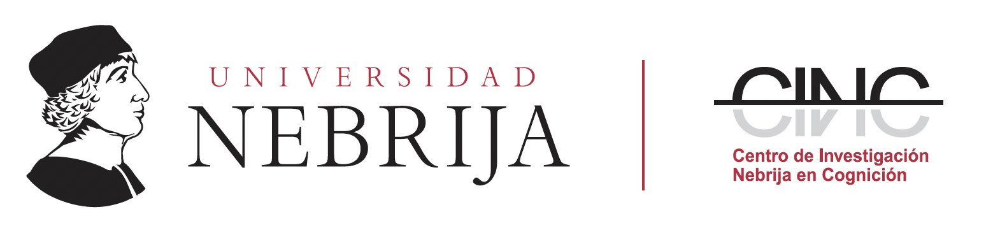 UNIVERSIDAD
NEBRIJA
CINC
Centro de Investigación
Nebrija en Cognición